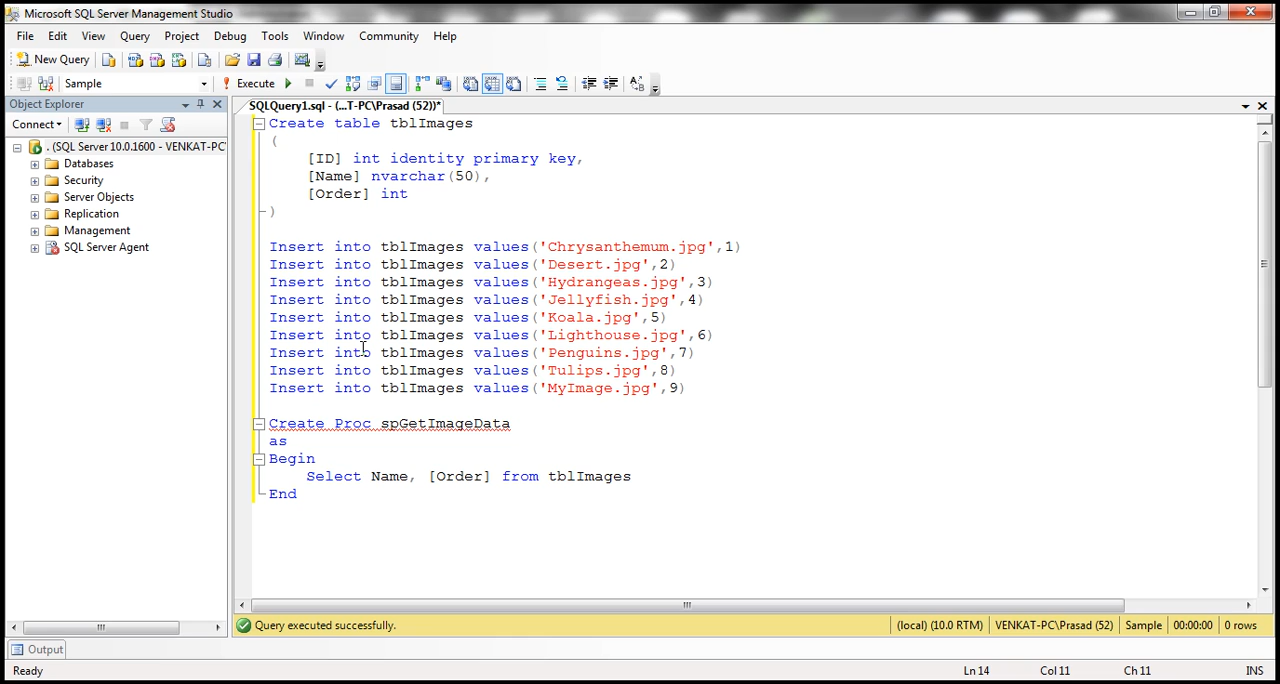 Microsoft SQL Server Management Studio
File Edit View Query Project Debug Tools Window Community Help
New Query
Sample Execute
Object Explorer
SQLQuery1.sql - (...T-PC\Prasad (52))*
Connect
. (SQL Server 10.0.1600 - VENKAT-PC\
Databases
Security
Server Objects
Replication
Management
SQL Server Agent
Create table tblImages
(
[ID] int identity primary key,
[Name] nvarchar(50),
[Order] int
)
Insert into tblImages values('Chrysanthemum.jpg',1)
Insert into tblImages values('Desert.jpg',2)
Insert into tblImages values('Hydrangeas.jpg',3)
Insert into tblImages values('Jellyfish.jpg',4)
Insert into tblImages values('Koala.jpg',5)
Insert into tblImages values('Lighthouse.jpg',6)
Insert into tblImages values('Penguins.jpg',7)
Insert into tblImages values('Tulips.jpg',8)
Insert into tblImages values('MyImage.jpg',9)
Create Proc spGetImageData
as
Begin
Select Name, [Order] from tblImages
End
Query executed successfully. (local) (10.0 RTM) VENKAT-PC\Prasad (52) Sample 00:00:00 0 rows
Output
Ready Ln 14 Col 11 Ch 11 INS